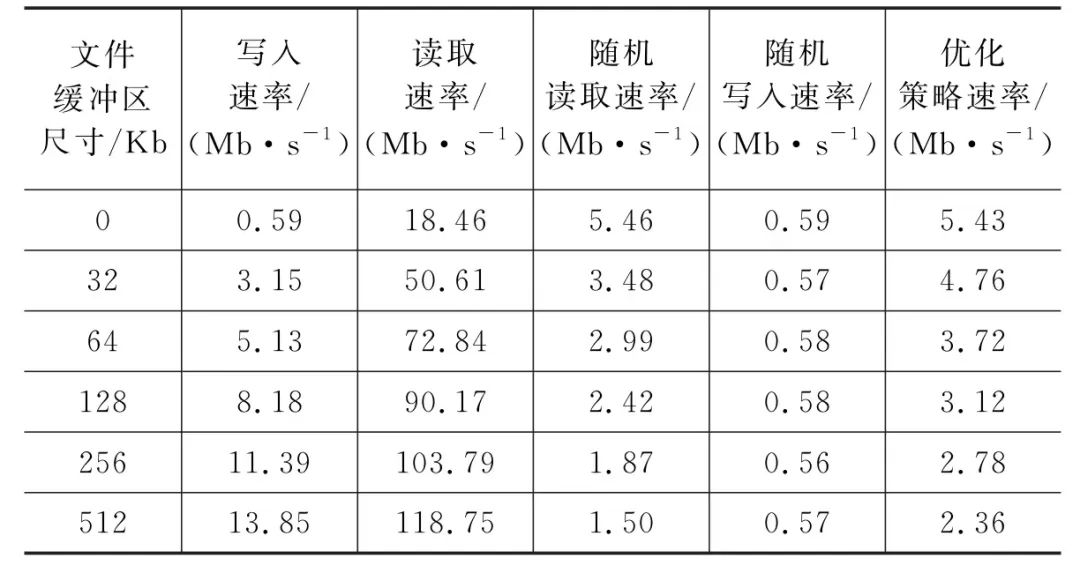 文件 写入 读取 随机 随机 优化
缓冲区 速率/ 速率/ 读取速率/ 写入速率/ 策略速率/
尺寸/Kb (Mb·s⁻¹) (Mb·s⁻¹) (Mb·s⁻¹) (Mb·s⁻¹) (Mb·s⁻¹)
0 0.59 18.46 5.46 0.59 5.43
32 3.15 50.61 3.48 0.57 4.76
64 5.13 72.84 2.99 0.58 3.72
128 8.18 90.17 2.42 0.58 3.12
256 11.39 103.79 1.87 0.56 2.78
512 13.85 118.75 1.50 0.57 2.36